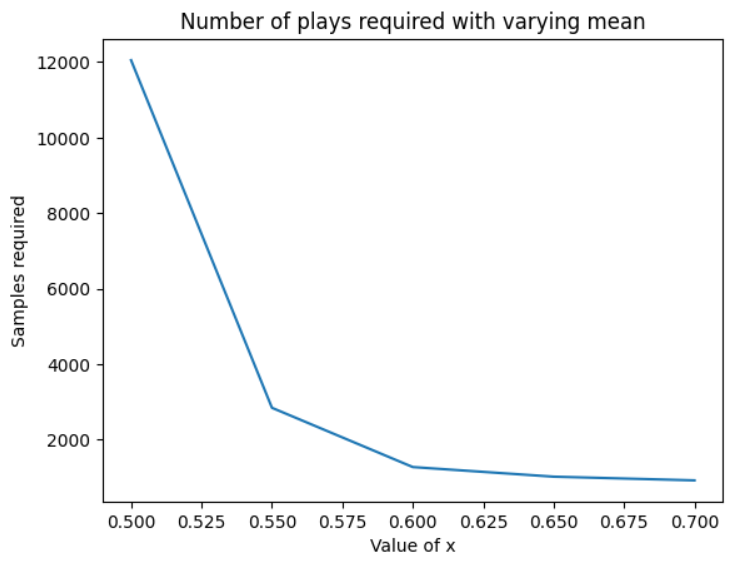 Number of plays required with varying mean
12000
10000
8000
6000
4000
2000
Samples required
0.500 0.525 0.550 0.575 0.600 0.625 0.650 0.675 0.700
Value of x